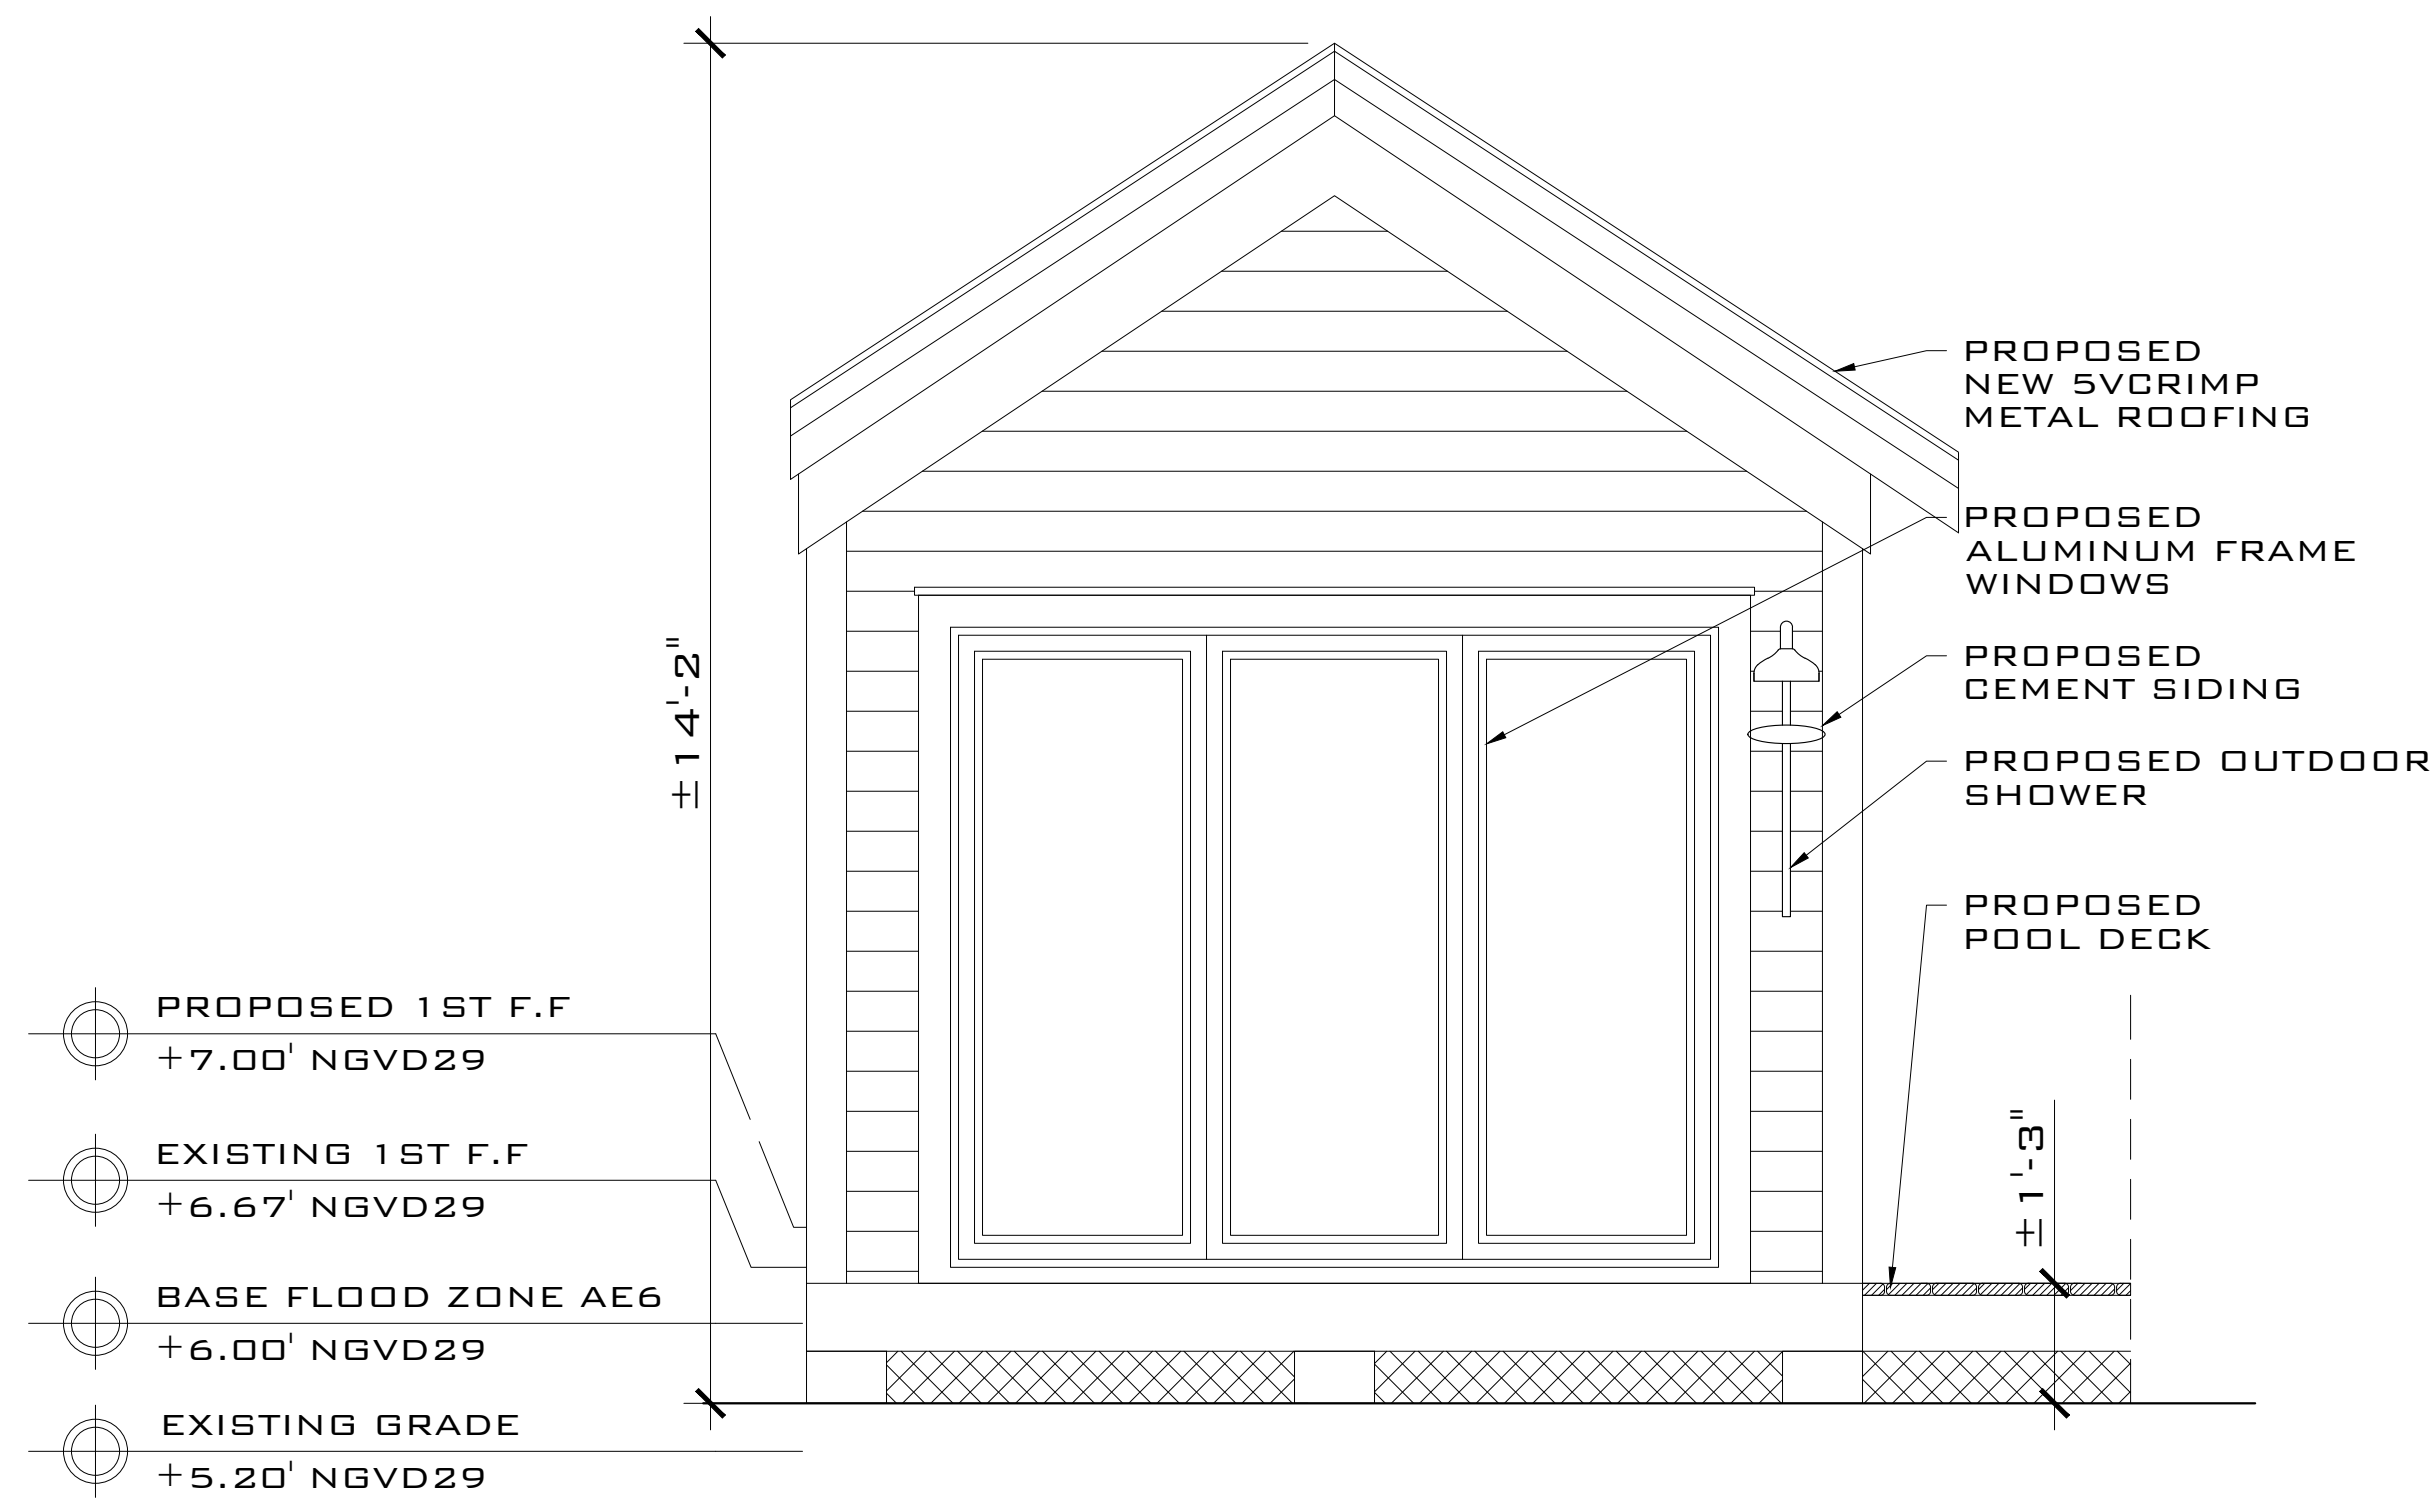 PROPOSED
NEW 5VCRIMP
METAL ROOFING
PROPOSED
ALUMINUM FRAME
WINDOWS
±14'-2"
PROPOSED
CEMENT SIDING
PROPOSED OUTDOOR
SHOWER
PROPOSED
POOL DECK
PROPOSED 1ST F.F
+7.00' NGVD29
EXISTING 1ST F.F
+6.67' NGVD29
±1'-3"
BASE FLOOD ZONE AE6
+6.00' NGVD29
EXISTING GRADE
+5.20' NGVD29